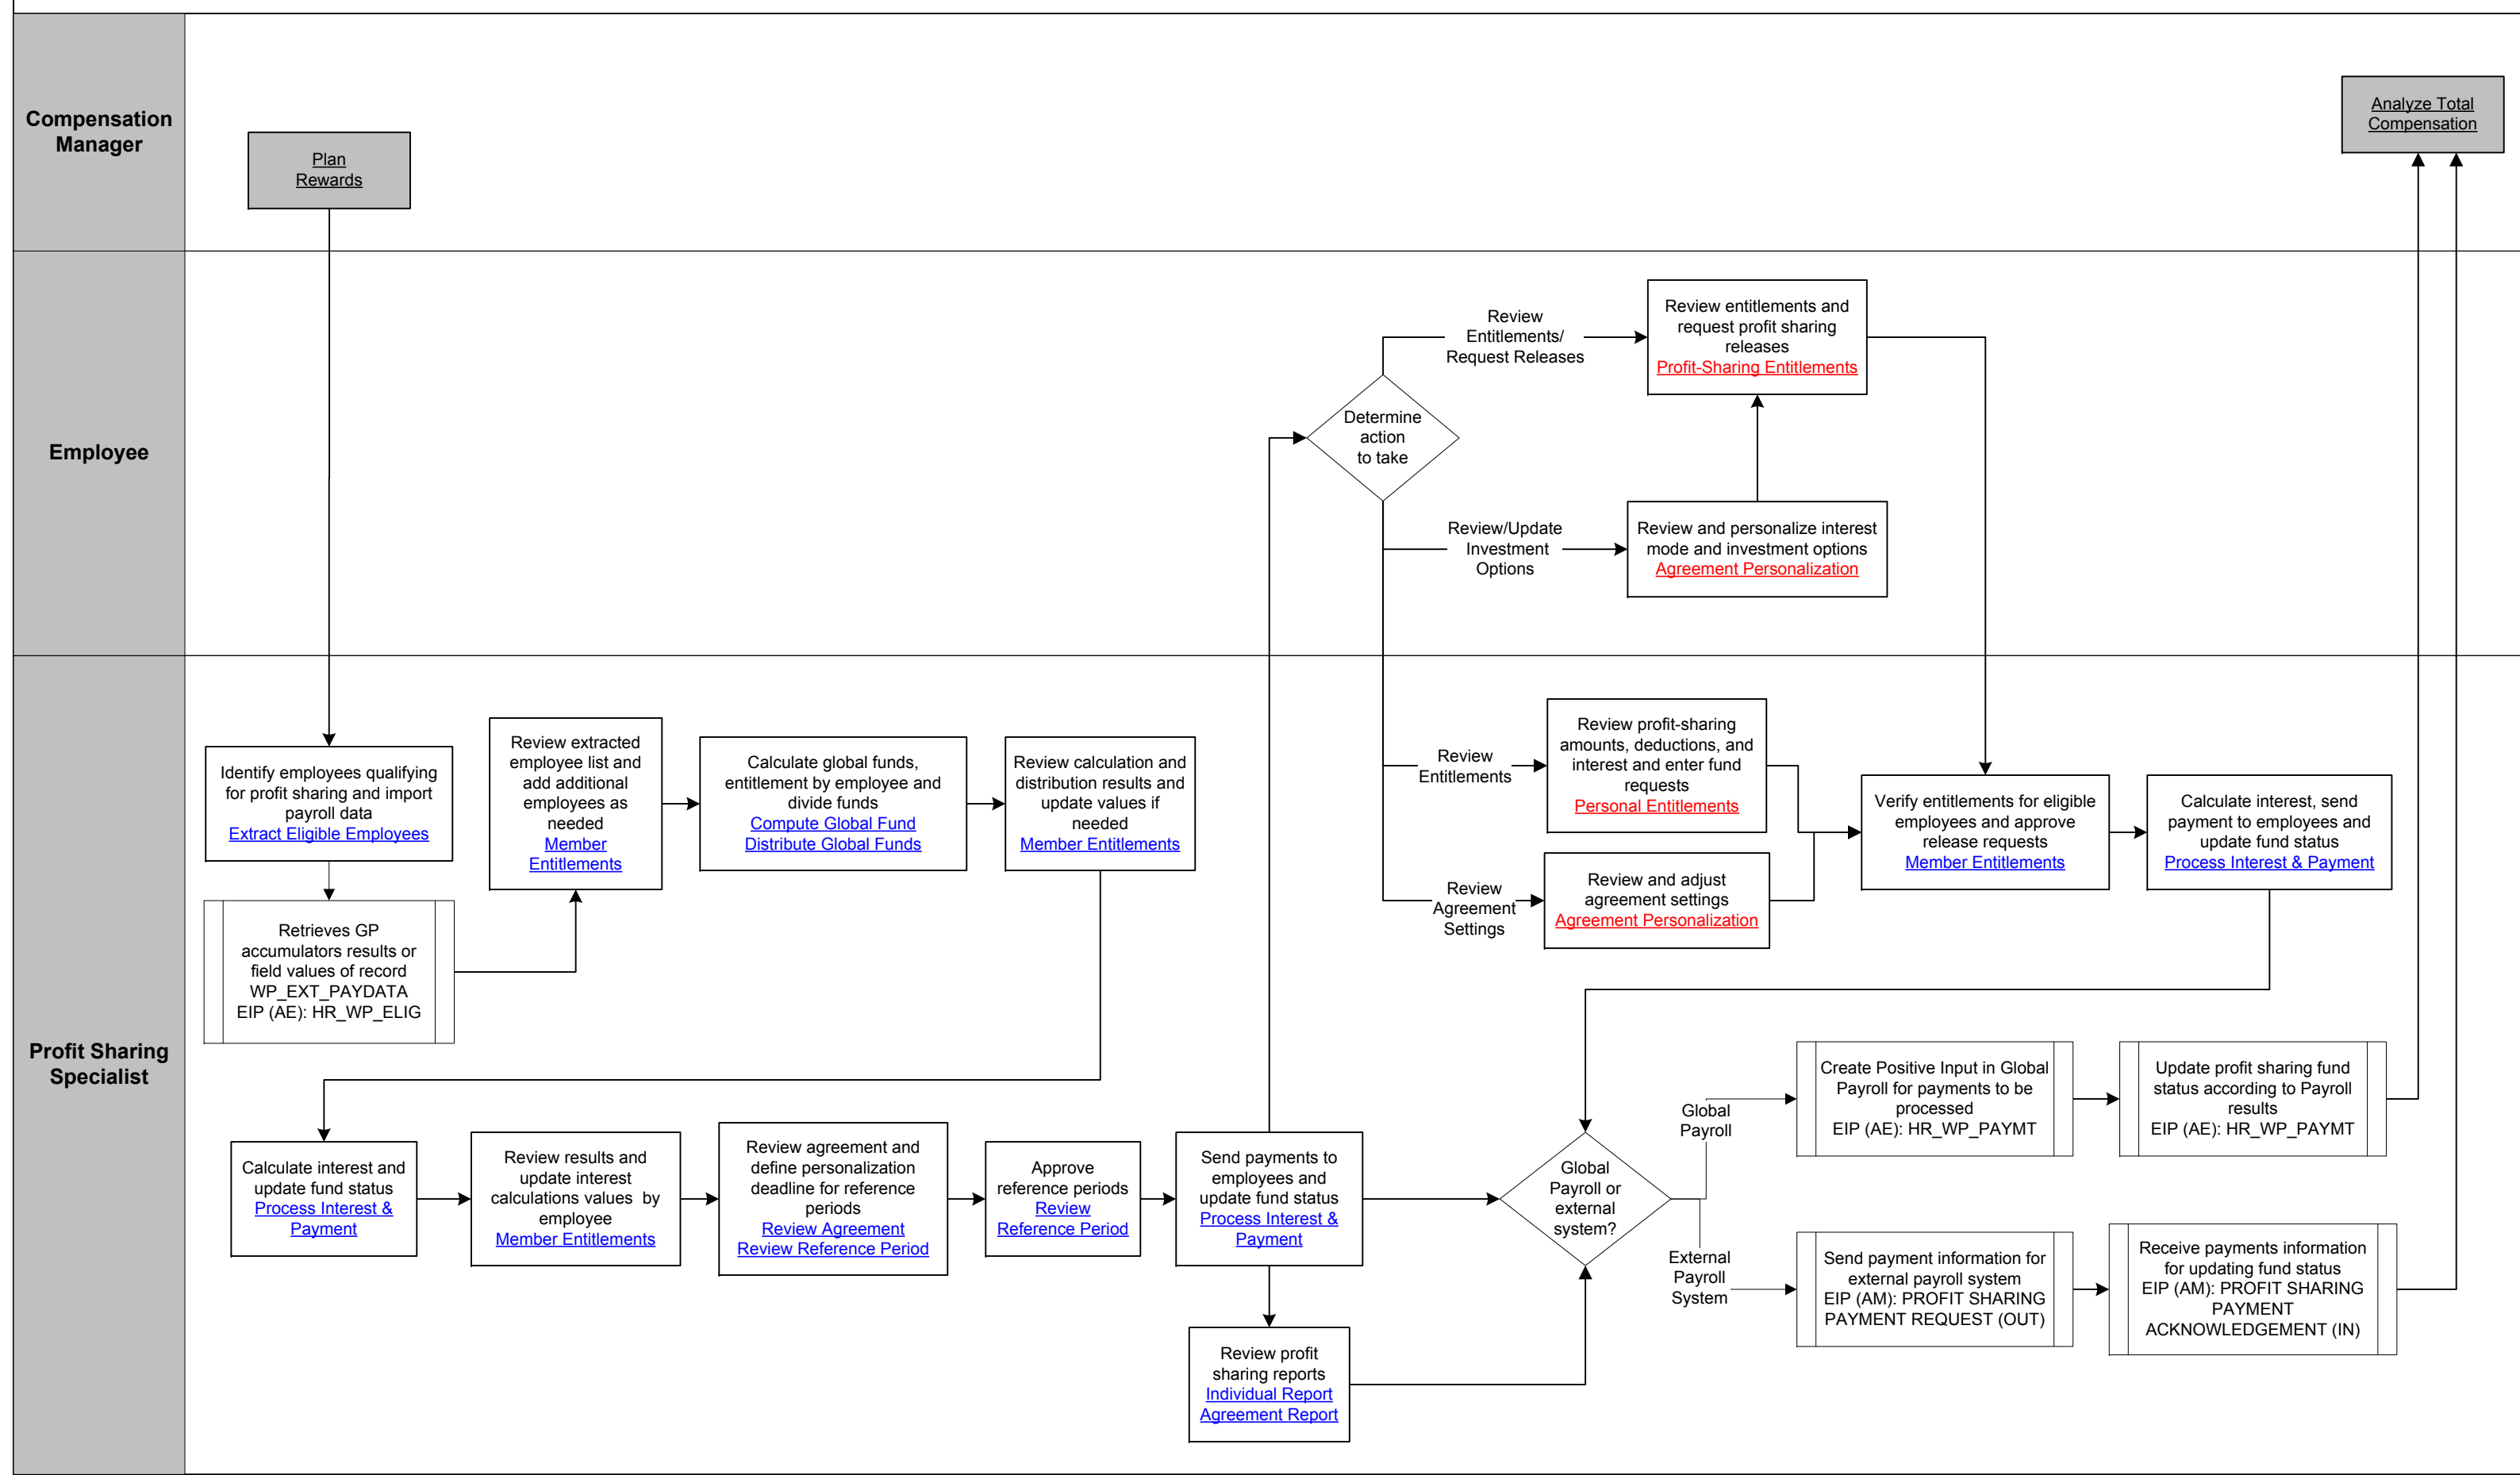 Compensation
Manager
Plan
Rewards
Analyze Total
Compensation
Employee
Determine
action
to take
Review
Entitlements/
Request Releases
Review entitlements and
request profit sharing
releases
Profit-Sharing Entitlements
Review/Update
Investment
Options
Review and personalize interest
mode and investment options
Agreement Personalization
Profit Sharing
Specialist
Identify employees qualifying
for profit sharing and import
payroll data
Extract Eligible Employees
Retrieves GP
accumulators results or
field values of record
WP_EXT_PAYDATA
EIP (AE): HR_WP_ELIG
Review extracted
employee list and
add additional
employees as
needed
Member
Entitlements
Calculate global funds,
entitlement by employee and
divide funds
Compute Global Fund
Distribute Global Funds
Review calculation and
distribution results and
update values if
needed
Member Entitlements
Review
Entitlements
Review profit-sharing
amounts, deductions, and
interest and enter fund
requests
Personal Entitlements
Review
Agreement
Settings
Review and adjust
agreement settings
Agreement Personalization
Verify entitlements for eligible
employees and approve
release requests
Member Entitlements
Calculate interest, send
payment to employees and
update fund status
Process Interest & Payment
Calculate interest and
update fund status
Process Interest &
Payment
Review results and
update interest
calculations values  by
employee
Member Entitlements
Review agreement and
define personalization
deadline for reference
periods
Review Agreement
Review Reference Period
Approve
reference periods
Review
Reference Period
Send payments to
employees and
update fund status
Process Interest &
Payment
Review profit
sharing reports
Individual Report
Agreement Report
Global
Payroll or
external
system?
Global
Payroll
Create Positive Input in Global
Payroll for payments to be
processed
EIP (AE): HR_WP_PAYMT
Update profit sharing fund
status according to Payroll
results
EIP (AE): HR_WP_PAYMT
External
Payroll
System
Send payment information for
external payroll system
EIP (AM): PROFIT SHARING
PAYMENT REQUEST (OUT)
Receive payments information
for updating fund status
EIP (AM): PROFIT SHARING
PAYMENT
ACKNOWLEDGEMENT (IN)